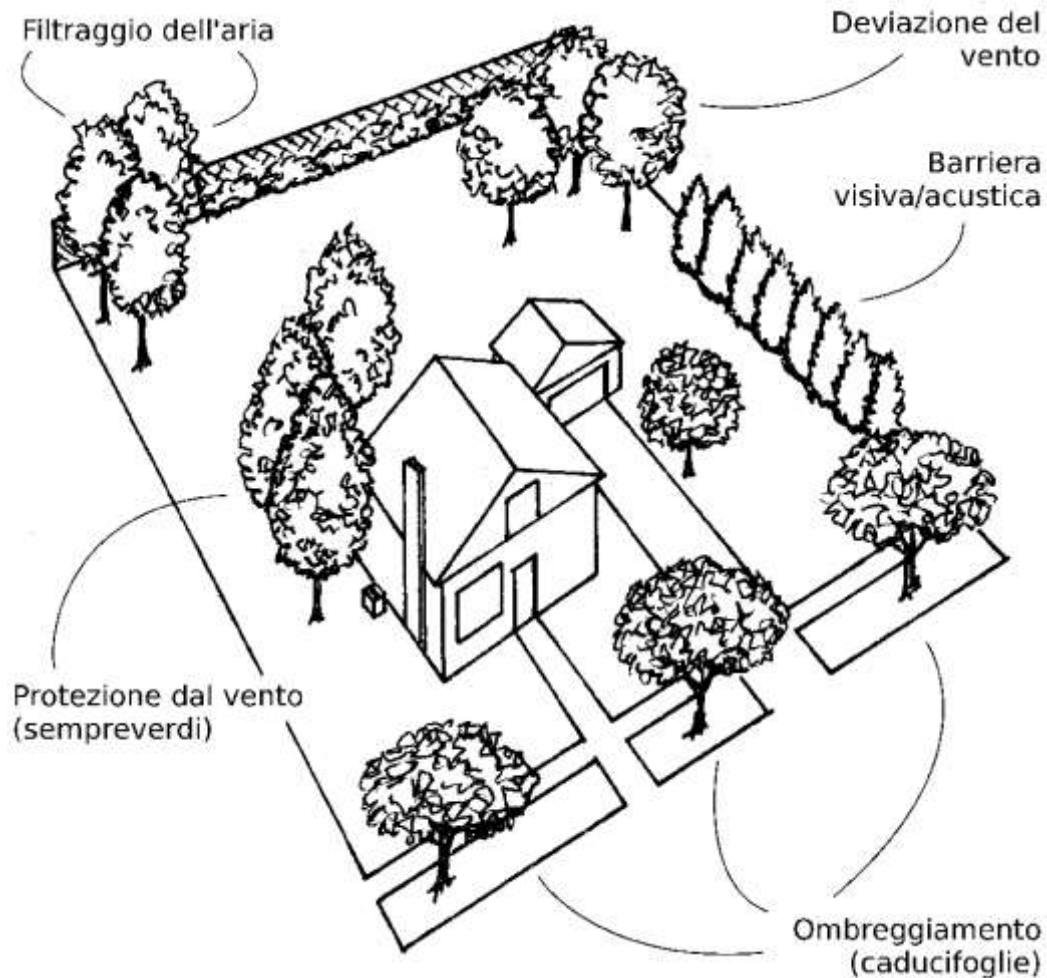 Filtraggio dell'aria
Deviazione del
vento
Barriera
visiva/acustica
Protezione dal vento
(sempreverdi)
Ombreggiamento
(caducifoglie)